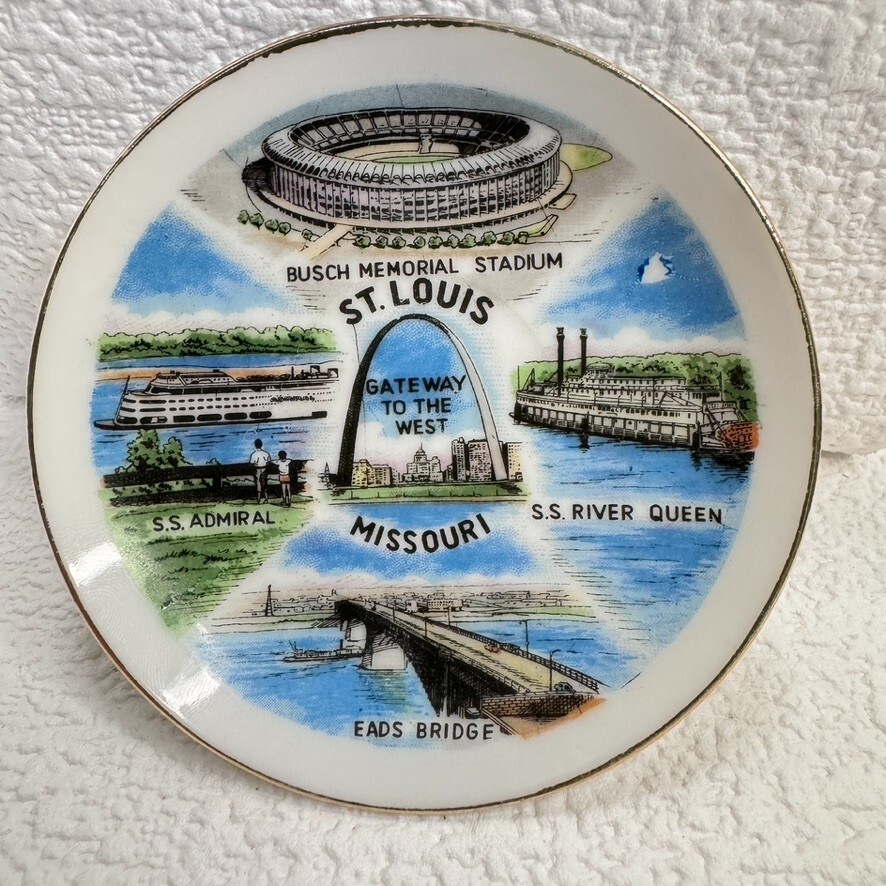 BUSCH MEMORIAL STADIUM
ST. LOUIS
GATEWAY
TO THE
WEST
S.S. ADMIRAL
S.S. RIVER QUEEN
MISSOURI
EADS BRIDGE